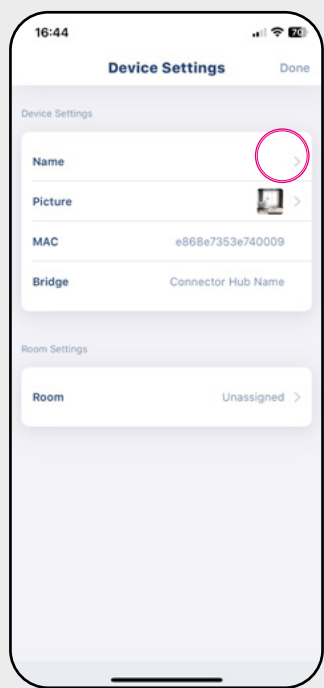 16:44
70
Device Settings Done
Device Settings
Name
Picture
MAC e868e7353e740009
Bridge Connector Hub Name
Room Settings
Room Unassigned